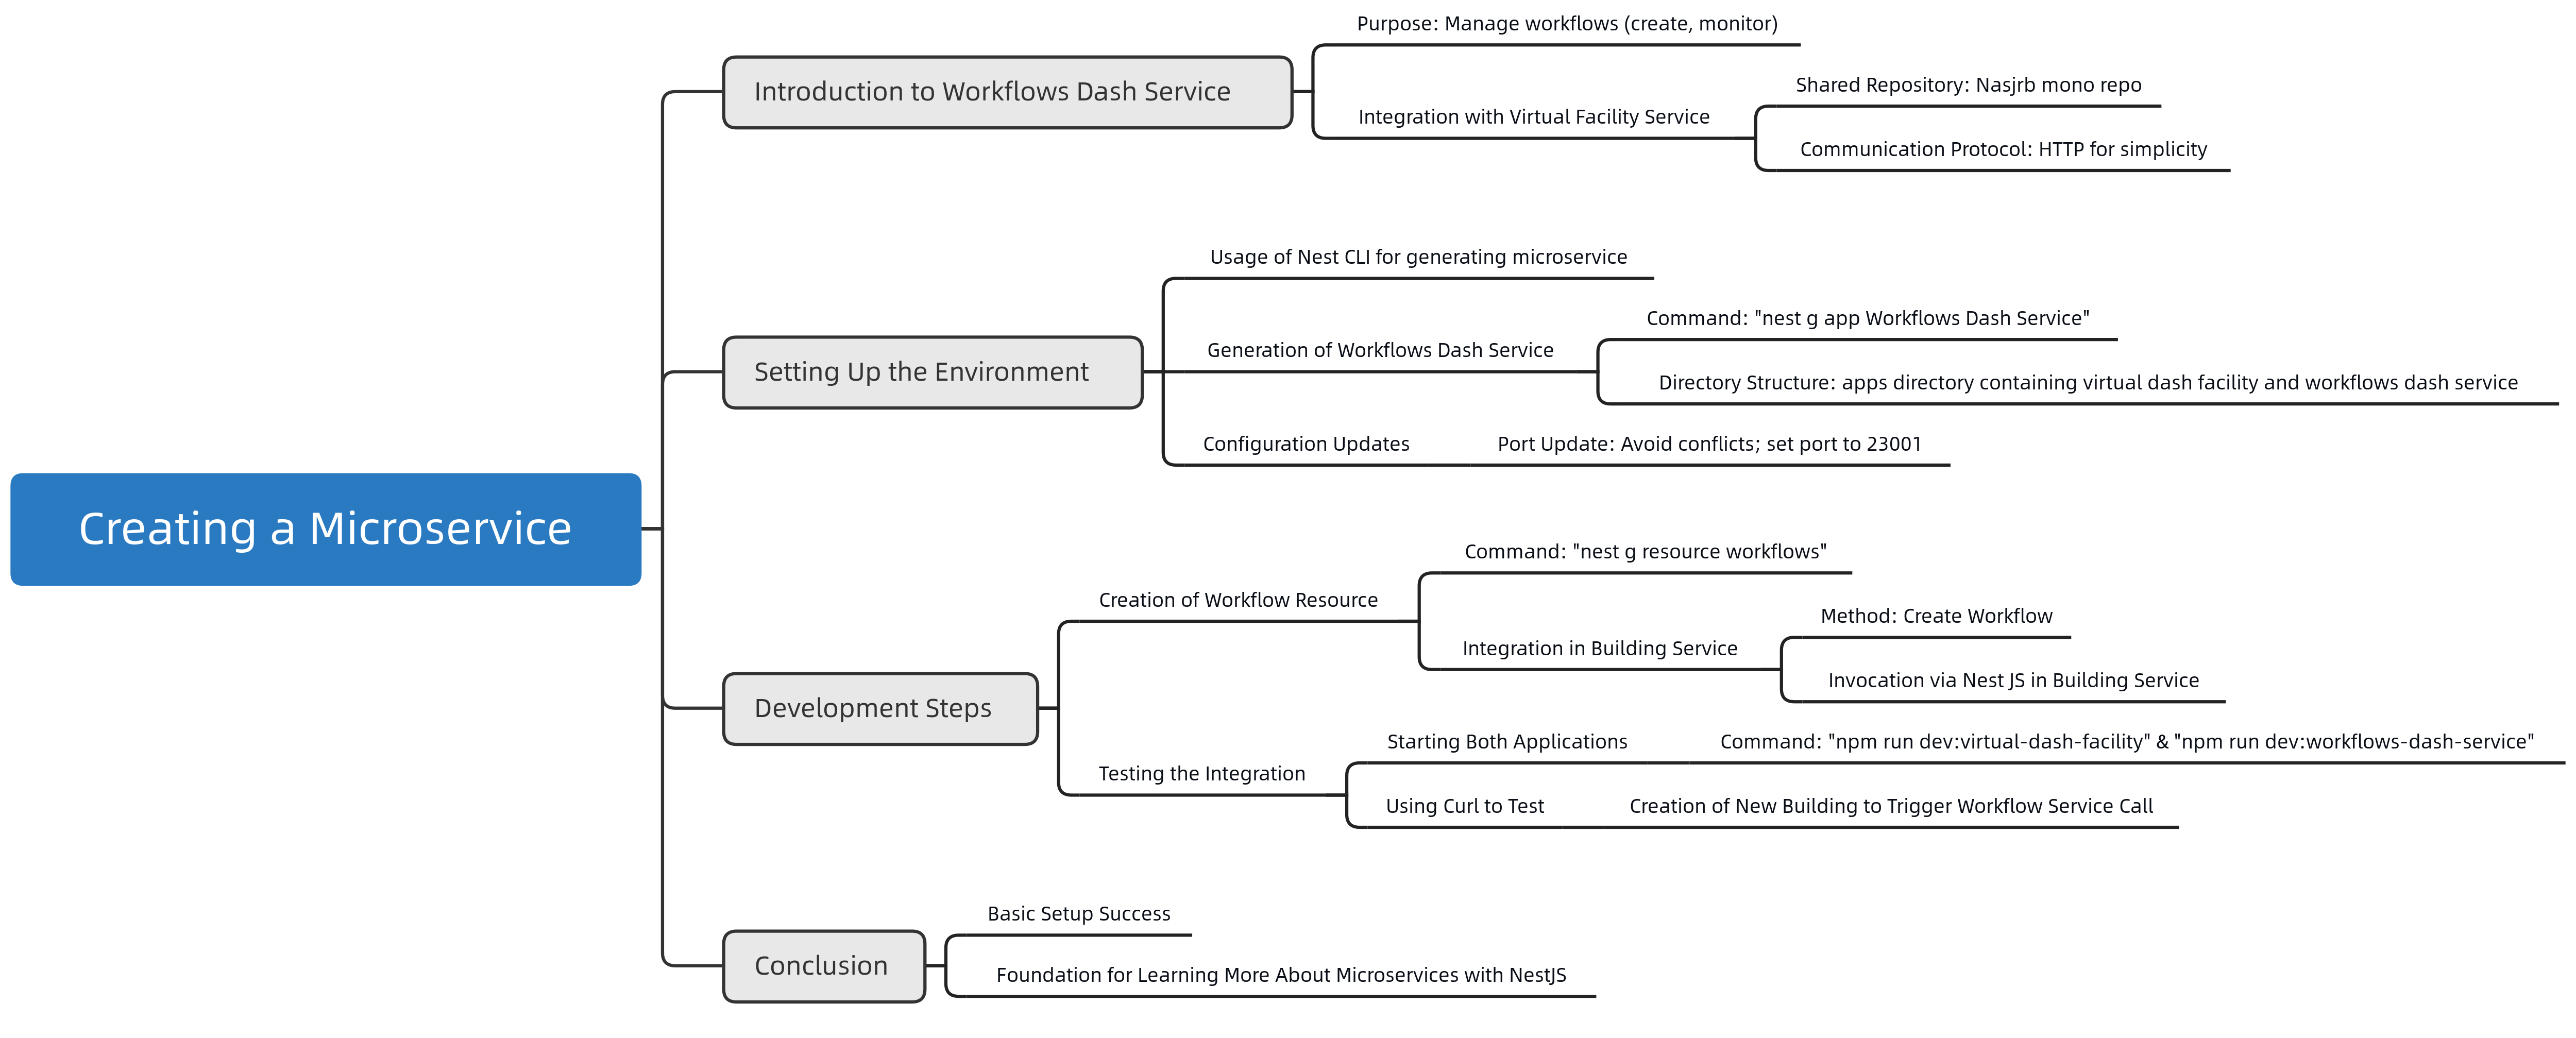 Creating a Microservice
Introduction to Workflows Dash Service
Purpose: Manage workflows (create, monitor)
Integration with Virtual Facility Service
Shared Repository: Nasjrb mono repo
Communication Protocol: HTTP for simplicity
Setting Up the Environment
Usage of Nest CLI for generating microservice
Generation of Workflows Dash Service
Command: "nest g app Workflows Dash Service"
Directory Structure: apps directory containing virtual dash facility and workflows dash service
Configuration Updates
Port Update: Avoid conflicts; set port to 23001
Development Steps
Creation of Workflow Resource
Command: "nest g resource workflows"
Integration in Building Service
Method: Create Workflow
Invocation via Nest JS in Building Service
Testing the Integration
Starting Both Applications
Command: "npm run dev:virtual-dash-facility" & "npm run dev:workflows-dash-service"
Using Curl to Test
Creation of New Building to Trigger Workflow Service Call
Conclusion
Basic Setup Success
Foundation for Learning More About Microservices with NestJS